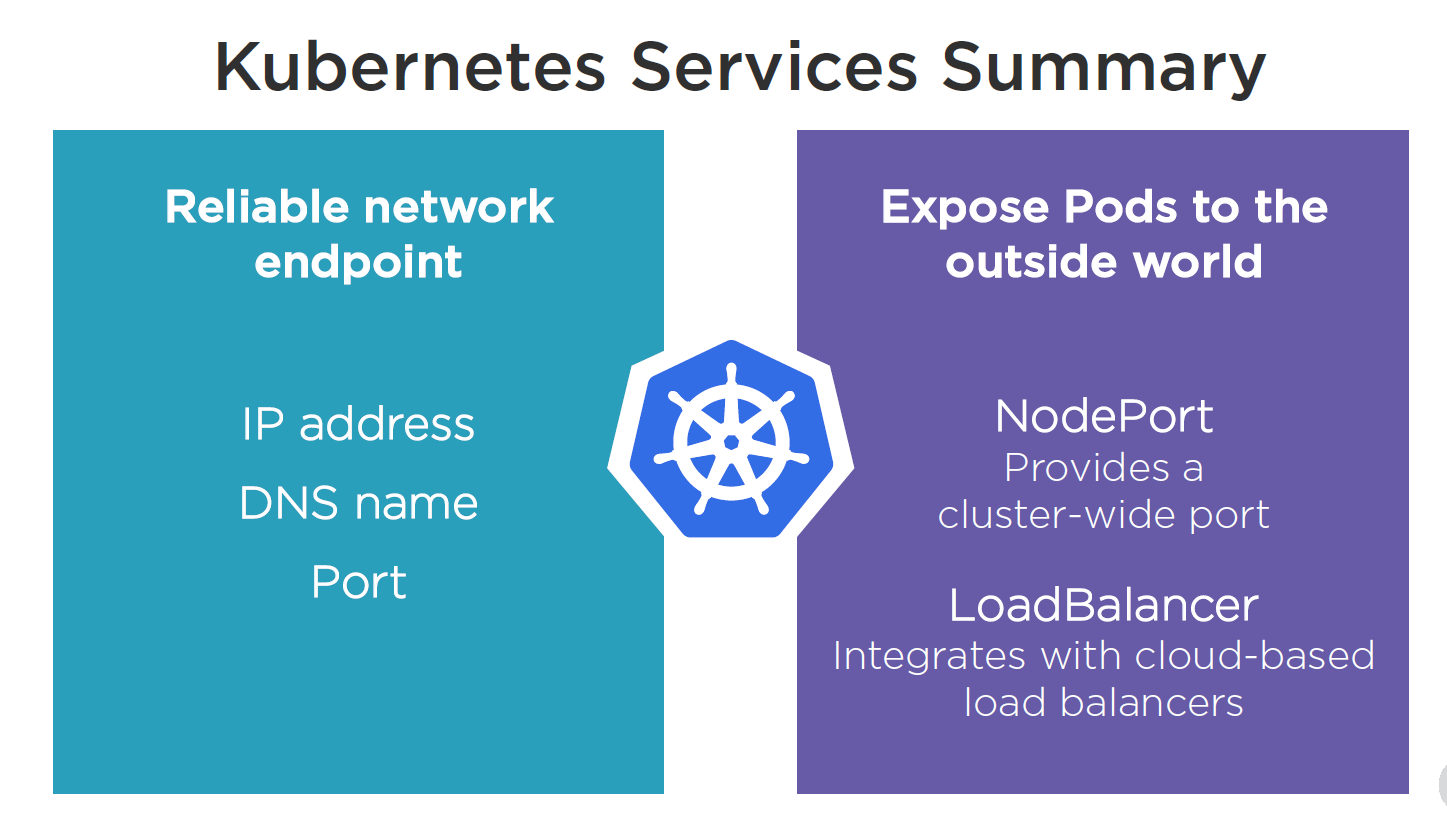 Kubernetes Services Summary
Reliable network
endpoint
IP address
DNS name
Port
Expose Pods to the
outside world
NodePort
Provides a
cluster-wide port
LoadBalancer
Integrates with cloud-based
load balancers